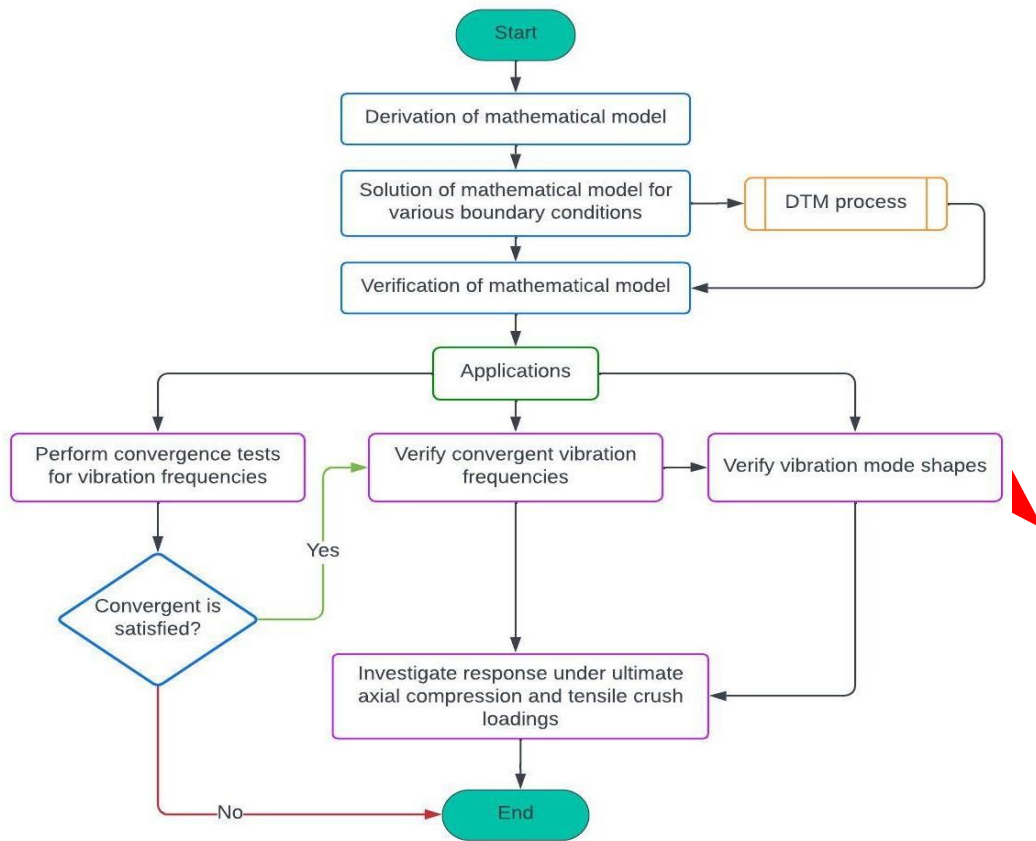 Start
Derivation of mathematical model
Solution of mathematical model for
various boundary conditions
DTM process
Verification of mathematical model
Applications
Perform convergence tests
for vibration frequencies
Verify convergent vibration
frequencies
Verify vibration mode shapes
Yes
Convergent is
satisfied?
Investigate response under ultimate
axial compression and tensile crush
loadings
No
End